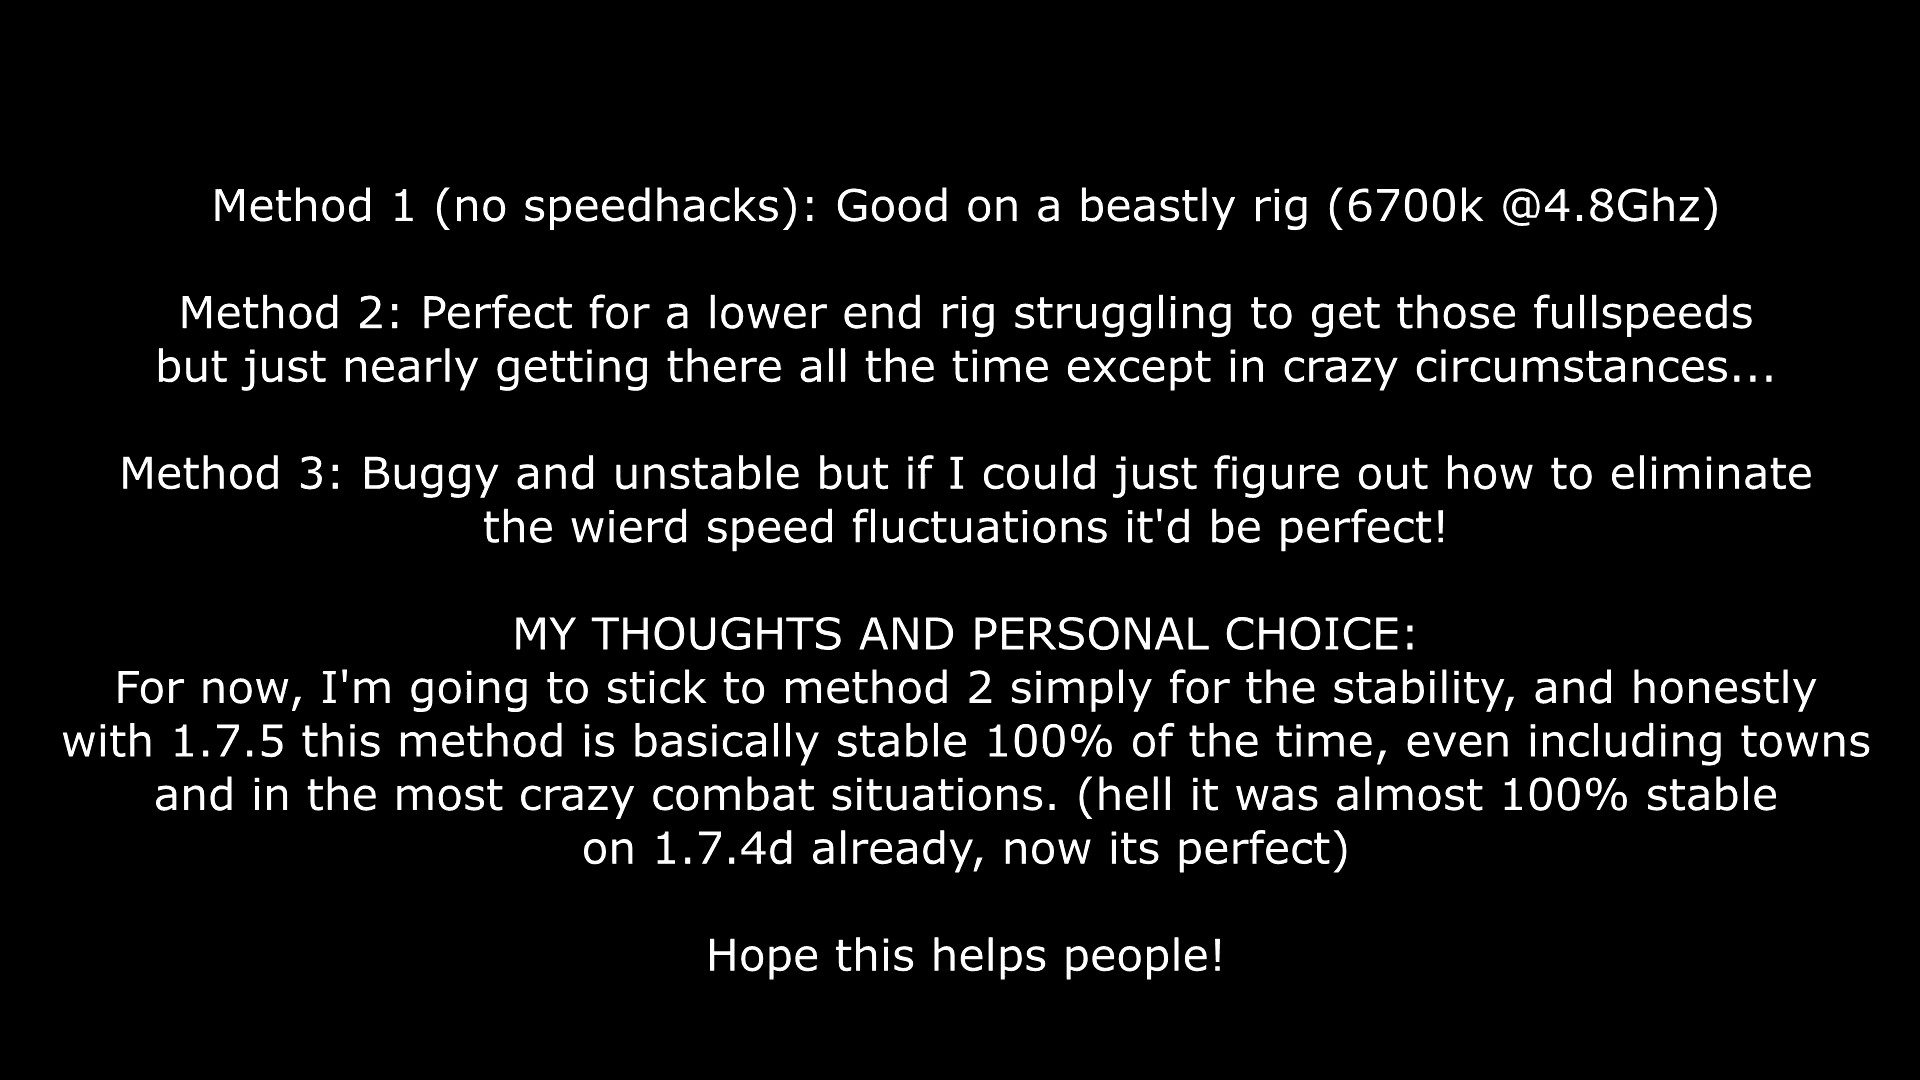 Method 1 (no speedhacks): Good on a beastly rig (6700k @4.8Ghz)
Method 2: Perfect for a lower end rig struggling to get those fullspeeds
but just nearly getting there all the time except in crazy circumstances...
Method 3: Buggy and unstable but if I could just figure out how to eliminate
the wierd speed fluctuations it'd be perfect!
MY THOUGHTS AND PERSONAL CHOICE:
For now, I'm going to stick to method 2 simply for the stability, and honestly
with 1.7.5 this method is basically stable 100% of the time, even including towns
and in the most crazy combat situations. (hell it was almost 100% stable
on 1.7.4d already, now its perfect)
Hope this helps people!